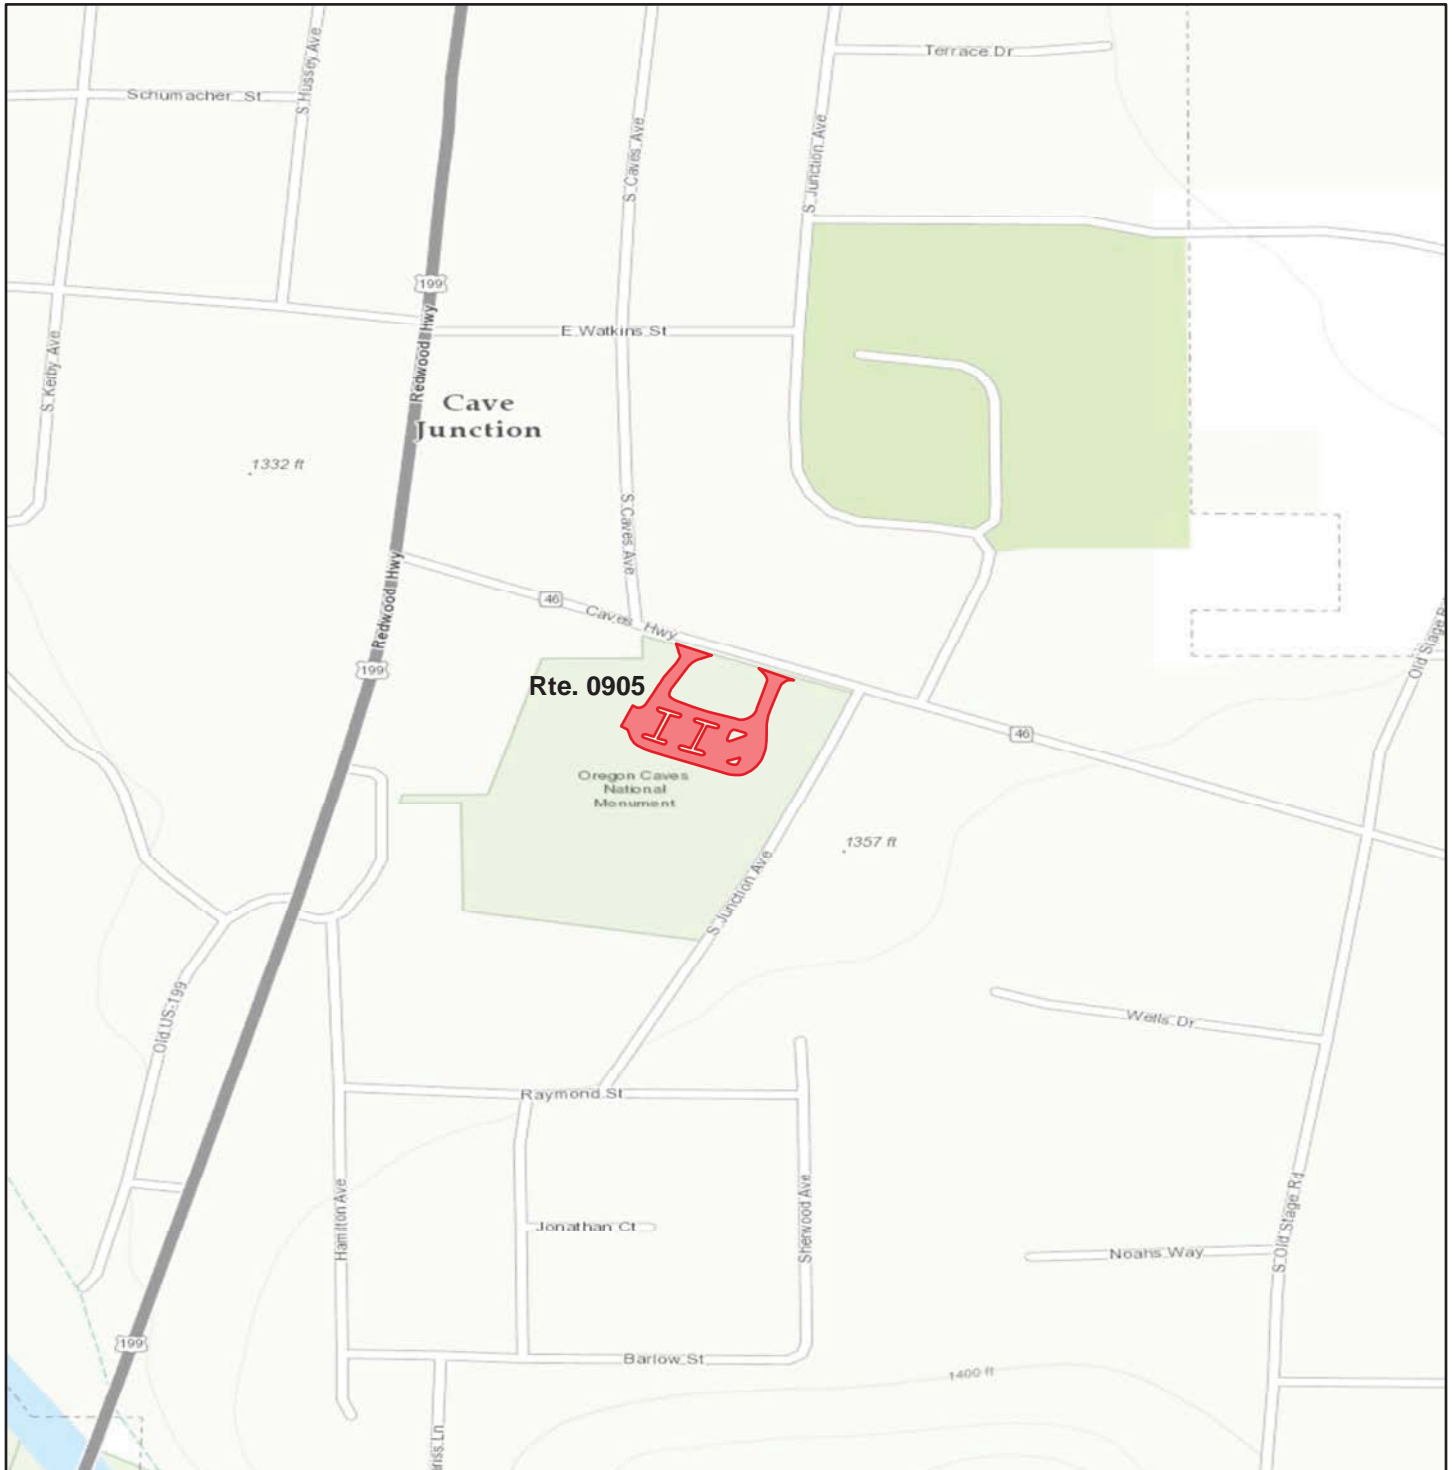 Terrace Dr
Schumacher St
S Hussey Ave
S Caves Ave
S Junction Ave
199
Redwood Hwy
E Watkins St
S Kerby Ave
Cave
Junction
1332 ft
S Caves Ave
Redwood Hwy
46
Caves Hwy
199
Rte. 0905
Old Stage Rd
46
Oregon Caves
National
Monument
1357 ft
S Junction Ave
Old US 199
Wells Dr
Raymond St
Hamilton Ave
Jonathan Ct
Sherwood Ave
S Old Stage Rd
Noahs Way
199
Barlow St
1400 ft
Ln